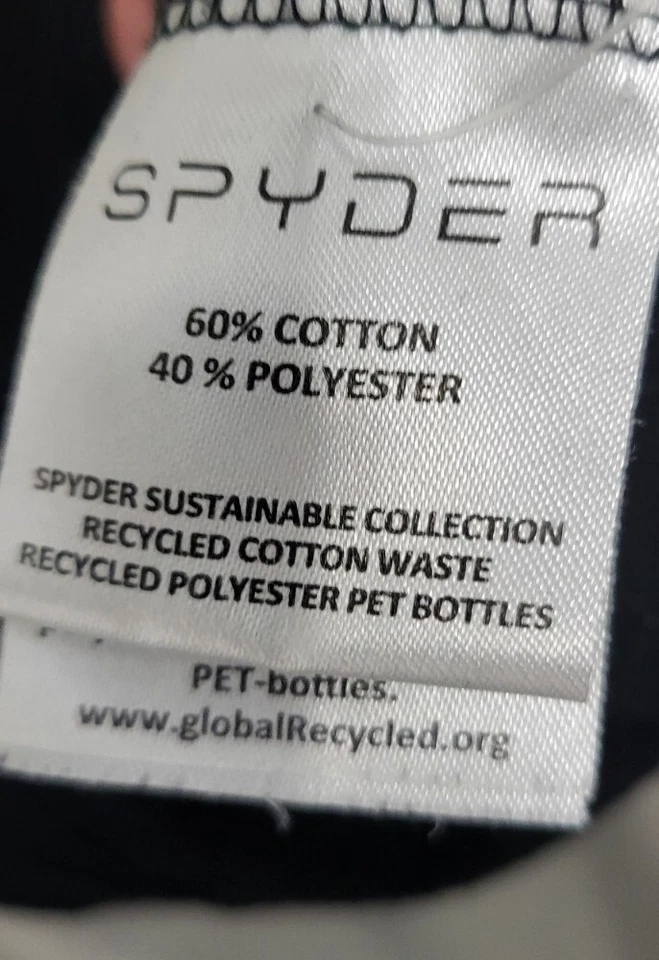 SPYDER
60% COTTON
40 % POLYESTER
SPYDER SUSTAINABLE COLLECTION
RECYCLED COTTON WASTE
RECYCLED POLYESTER PET BOTTLES
PET-bottles.
www.globalRecycled.org